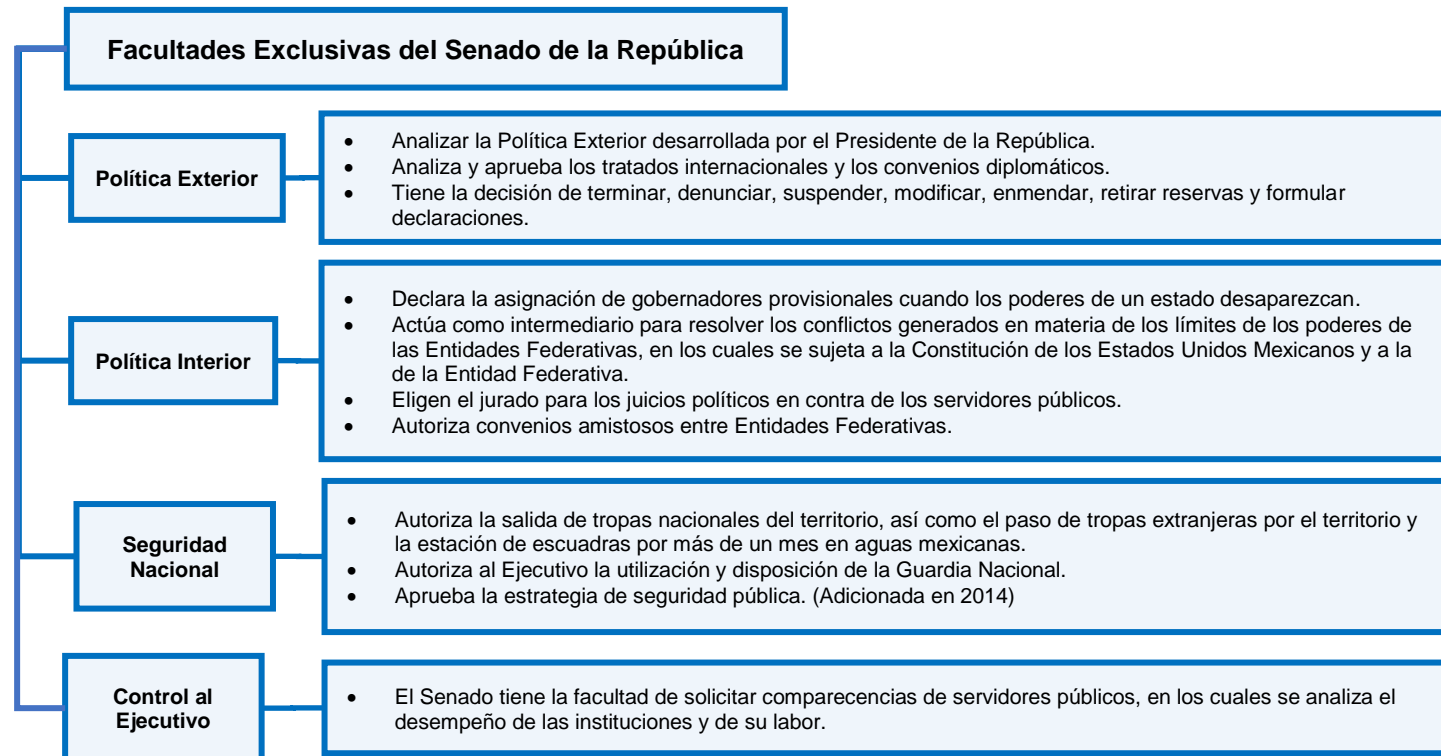 Facultades Exclusivas del Senado de la República
Política Exterior
• Analizar la Política Exterior desarrollada por el Presidente de la República.
• Analiza y aprueba los tratados internacionales y los convenios diplomáticos.
• Tiene la decisión de terminar, denunciar, suspender, modificar, enmendar, retirar reservas y formular
declaraciones.
Política Interior
• Declara la asignación de gobernadores provisionales cuando los poderes de un estado desaparezcan.
• Actúa como intermediario para resolver los conflictos generados en materia de los límites de los poderes de
las Entidades Federativas, en los cuales se sujeta a la Constitución de los Estados Unidos Mexicanos y a la
de la Entidad Federativa.
• Eligen el jurado para los juicios políticos en contra de los servidores públicos.
• Autoriza convenios amistosos entre Entidades Federativas.
Seguridad
Nacional
• Autoriza la salida de tropas nacionales del territorio, así como el paso de tropas extranjeras por el territorio y
la estación de escuadras por más de un mes en aguas mexicanas.
• Autoriza al Ejecutivo la utilización y disposición de la Guardia Nacional.
• Aprueba la estrategia de seguridad pública. (Adicionada en 2014)
Control al
Ejecutivo
• El Senado tiene la facultad de solicitar comparecencias de servidores públicos, en los cuales se analiza el
desempeño de las instituciones y de su labor.